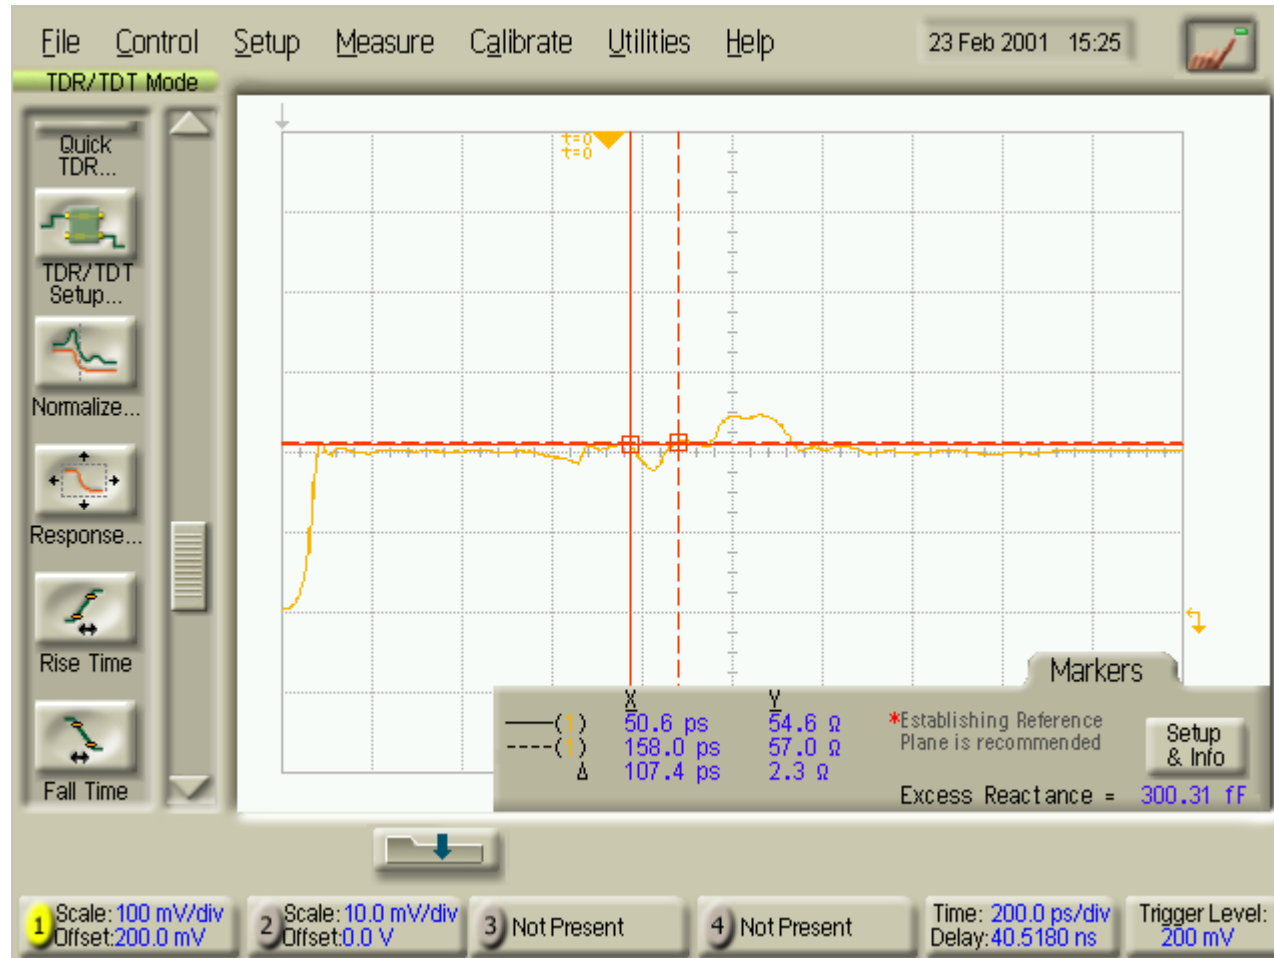 File Control Setup Measure Calibrate Utilities Help 23 Feb 2001 15:25
TDR/TDT Mode
Quick
TDR...
TDR/TDT
Setup...
Normalize...
Response...
Rise Time
Fall Time
t=0
t=0
Markers
X Y
(1) 50.6 ps 54.6 Ω
(1) 158.0 ps 57.0 Ω
Δ 107.4 ps 2.3 Ω
*Establishing Reference
Plane is recommended
Setup
& Info
Excess Reactance = 300.31 fF
1 Scale: 100 mV/div
Offset: 200.0 mV
2 Scale: 10.0 mV/div
Offset: 0.0 V
3 Not Present
4 Not Present
Time: 200.0 ps/div
Delay: 40.5180 ns
Trigger Level:
200 mV